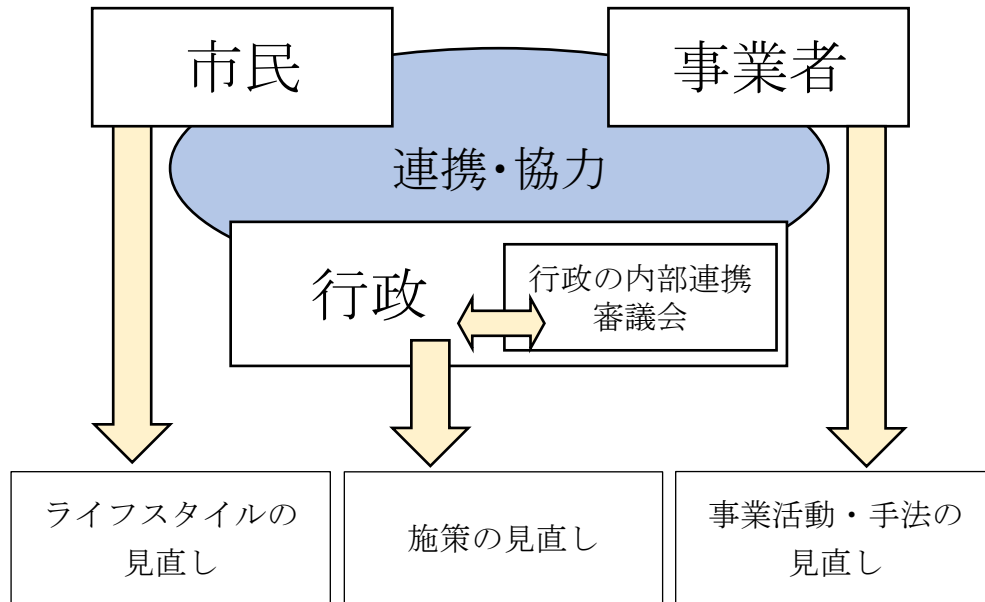 市民
事業者
連携・協力
行政
行政の内部連携
審議会
ライフスタイルの
見直し
施策の見直し
事業活動・手法の
見直し